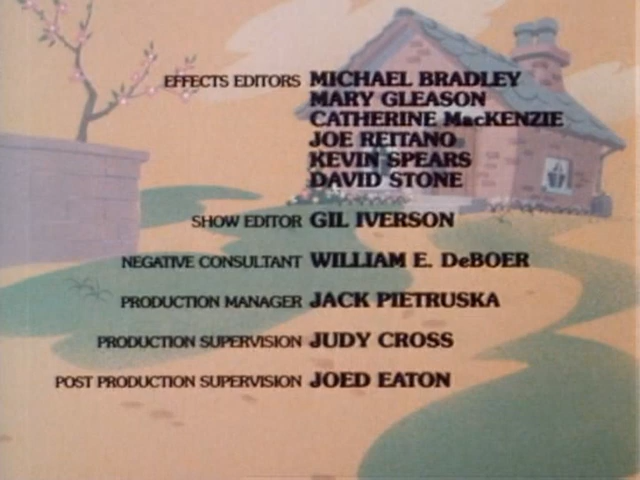 EFFECTS EDITORS MICHAEL BRADLEY
MARY GLEASON
CATHERINE MacKENZIE
JOE REITANO
KEVIN SPEARS
DAVID STONE
SHOW EDITOR GIL IVERSON
NEGATIVE CONSULTANT WILLIAM E. DeBOER
PRODUCTION MANAGER JACK PIETRUSKA
PRODUCTION SUPERVISION JUDY CROSS
POST PRODUCTION SUPERVISION JOED EATON